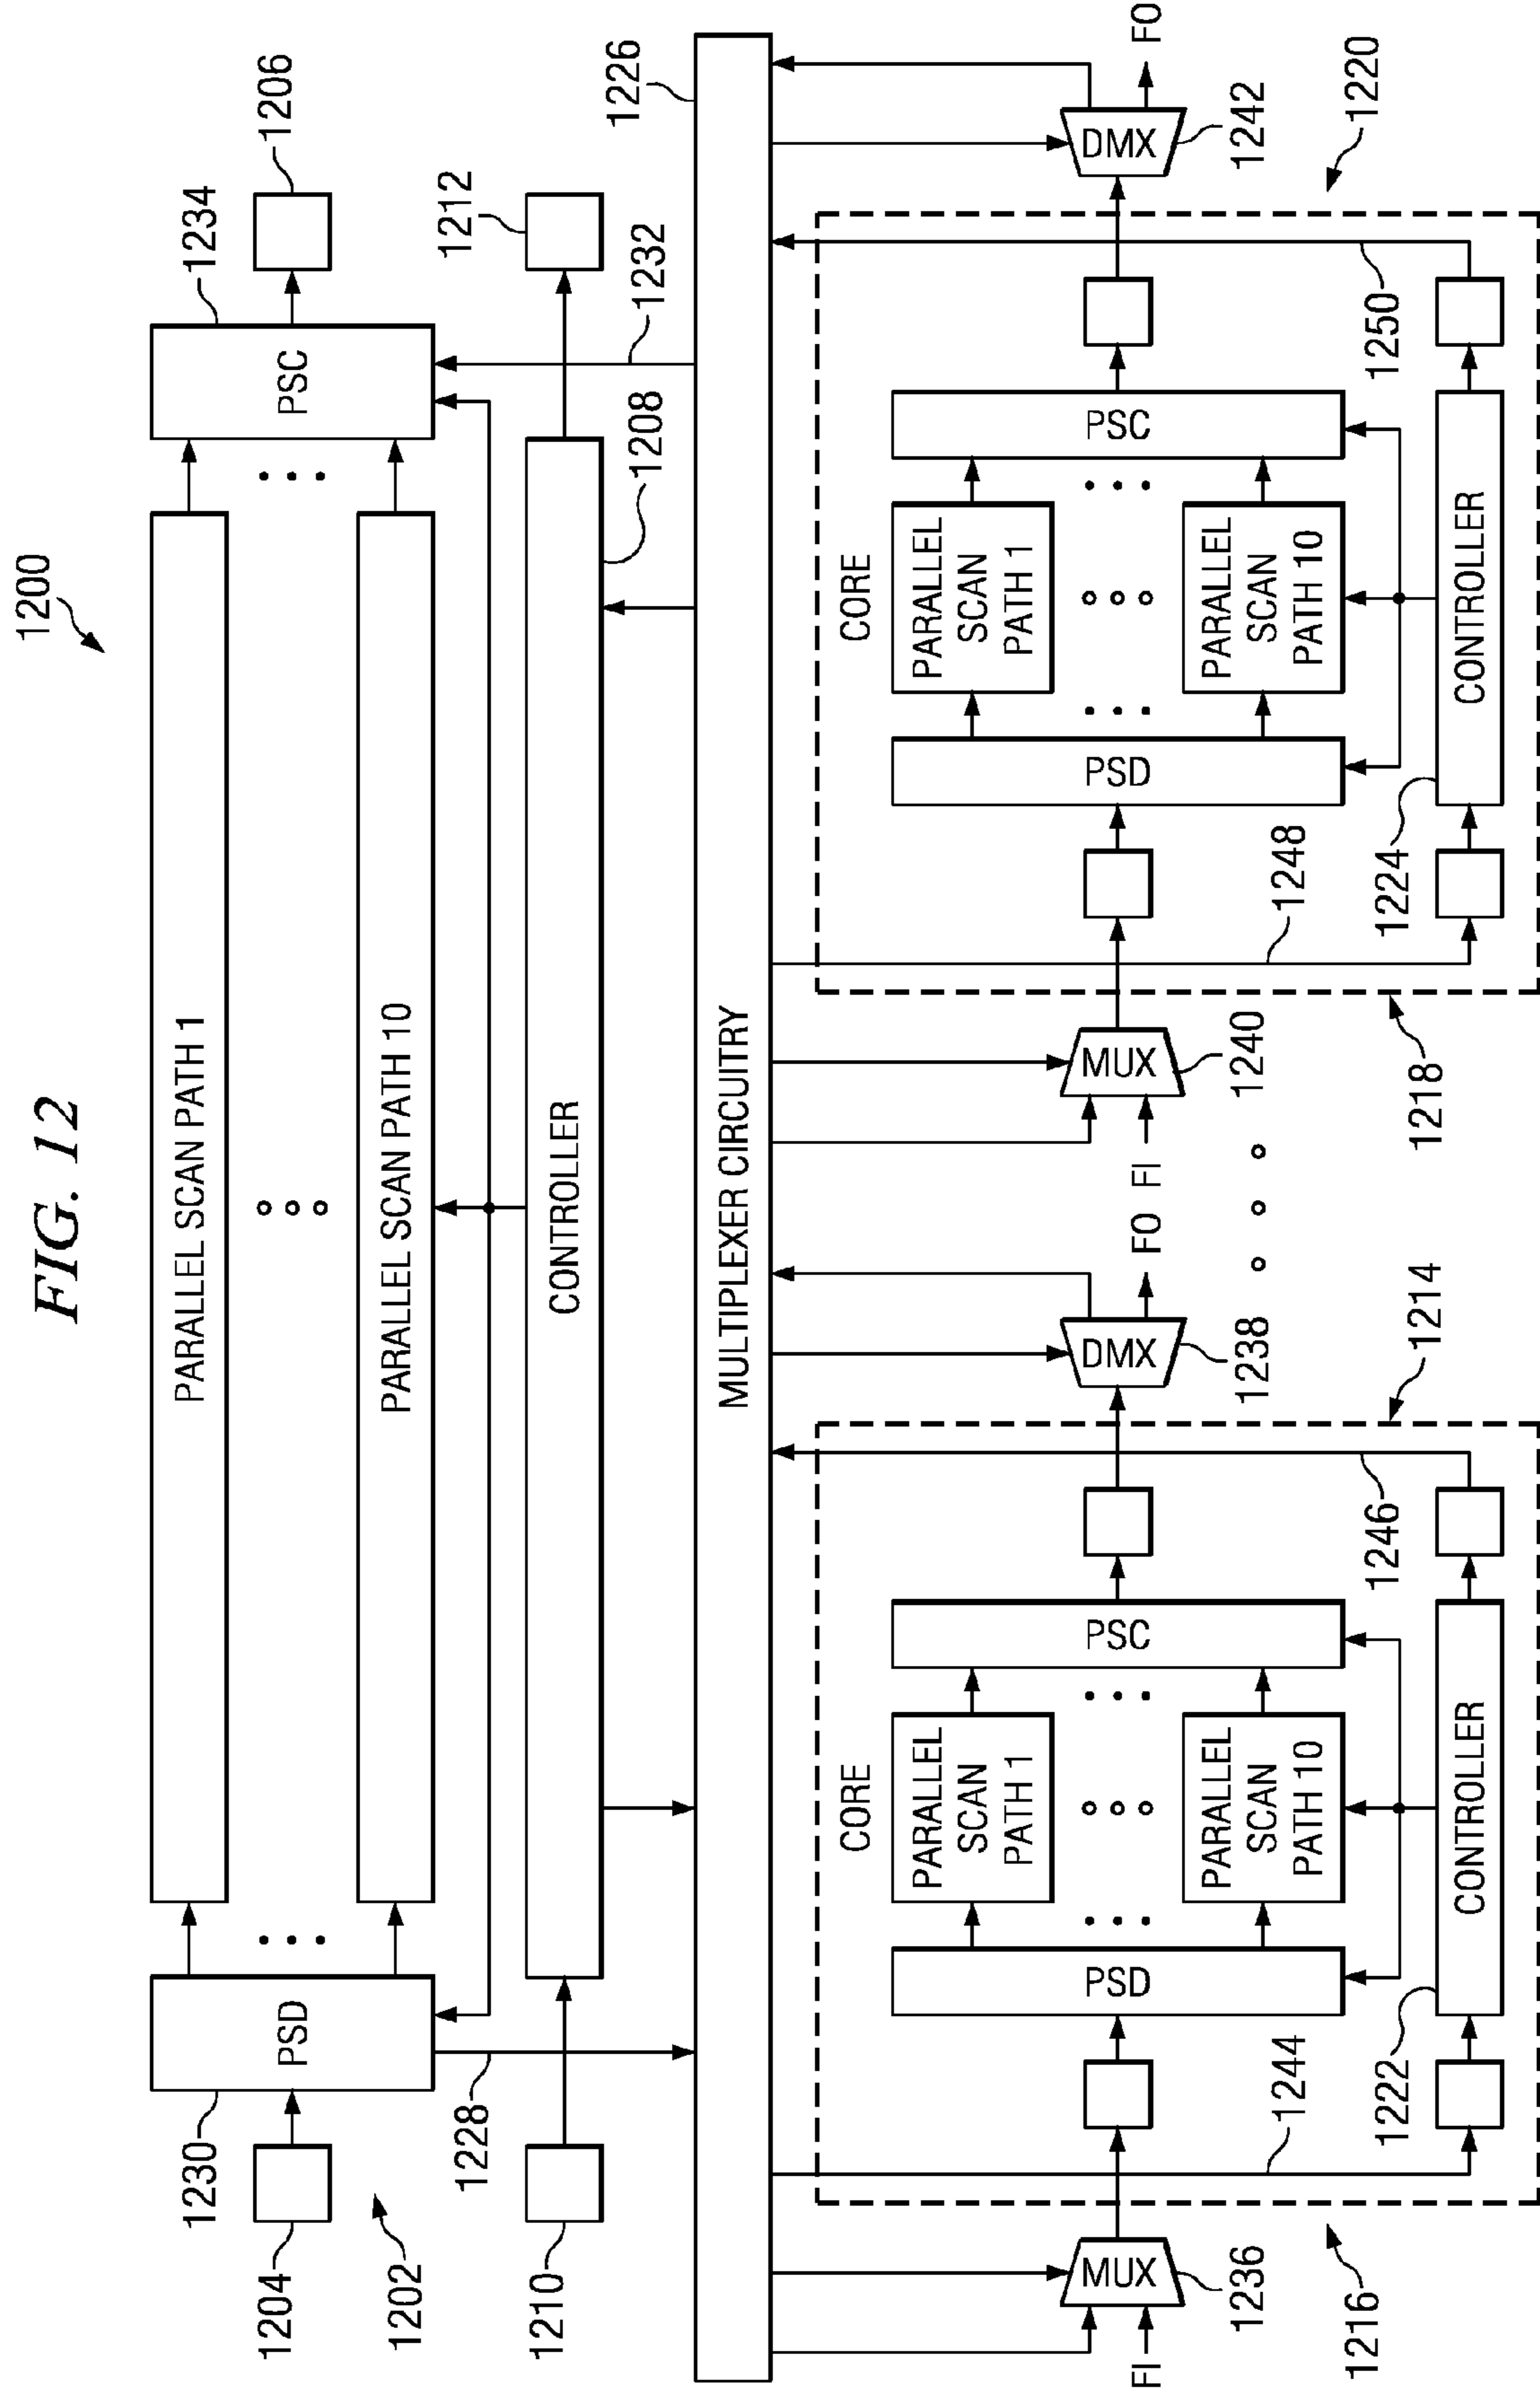 FIG. 12
1200
1230
PSD
1204
1202
PARALLEL SCAN PATH 1
PARALLEL SCAN PATH 10
PSC
1234
1206
1228
1210
CONTROLLER
1208
1212
1232
MULTIPLEXER CIRCUITRY
1226
FI
MUX
1236
1216
1244
CORE
PSD
PARALLEL
SCAN
PATH 1
PARALLEL
SCAN
PATH 10
PSC
1222
CONTROLLER
1246
1214
DMX
1238
FO
FI
MUX
1240
1218
1248
CORE
PSD
PARALLEL
SCAN
PATH 1
PARALLEL
SCAN
PATH 10
PSC
1224
CONTROLLER
1250
1220
DMX
1242
FO